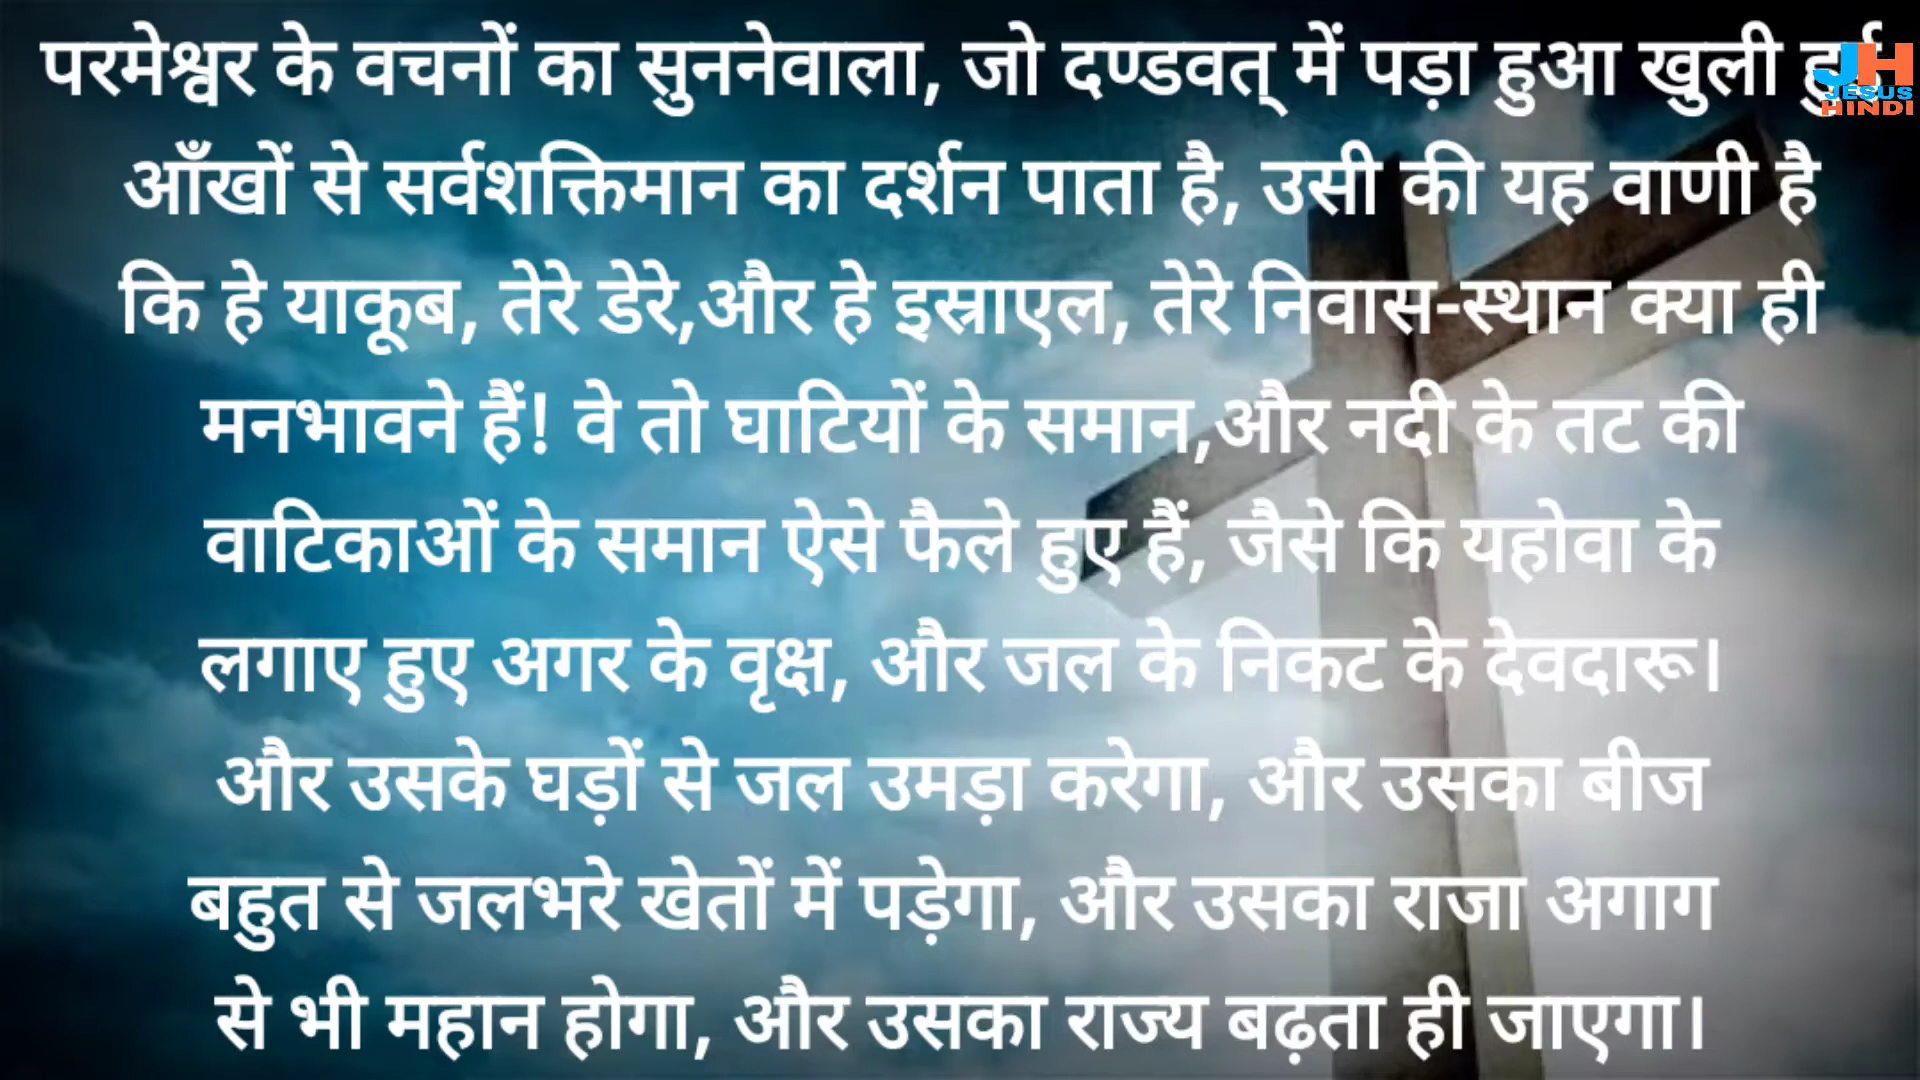 परमेश्वर के वचनों का सुननेवाला, जो दण्डवत् में पड़ा हुआ खुली हुई
आँखों से सर्वशक्तिमान का दर्शन पाता है, उसी की यह वाणी है
कि हे याकूब, तेरे डेरे,और हे इस्राएल, तेरे निवास-स्थान क्या ही
मनभावने हैं! वे तो घाटियों के समान,और नदी के तट की
वाटिकाओं के समान ऐसे फैले हुए हैं, जैसे कि यहोवा के
लगाए हुए अगर के वृक्ष, और जल के निकट के देवदारू।
और उसके घड़ों से जल उमड़ा करेगा, और उसका बीज
बहुत से जलभरे खेतों में पड़ेगा, और उसका राजा अगाग
से भी महान होगा, और उसका राज्य बढ़ता ही जाएगा।
JH
JESUS
HINDI